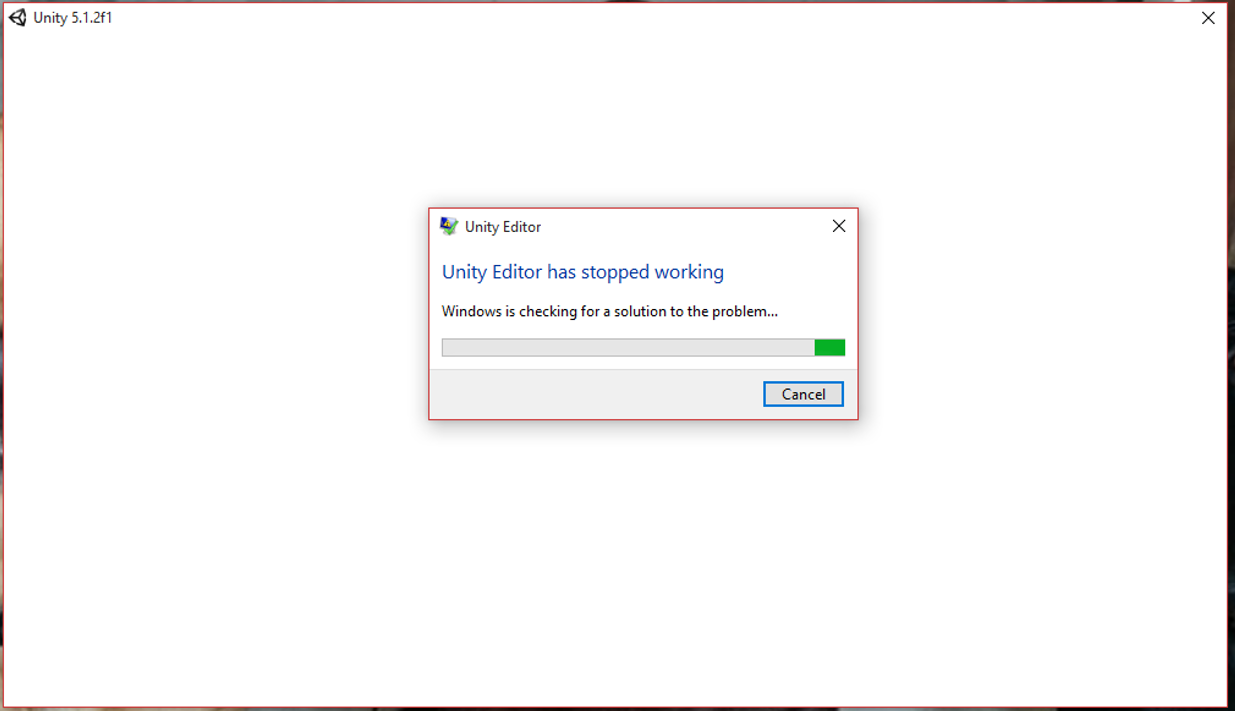 Unity 5.1.2f1
Unity Editor
Unity Editor has stopped working
Windows is checking for a solution to the problem...
Cancel